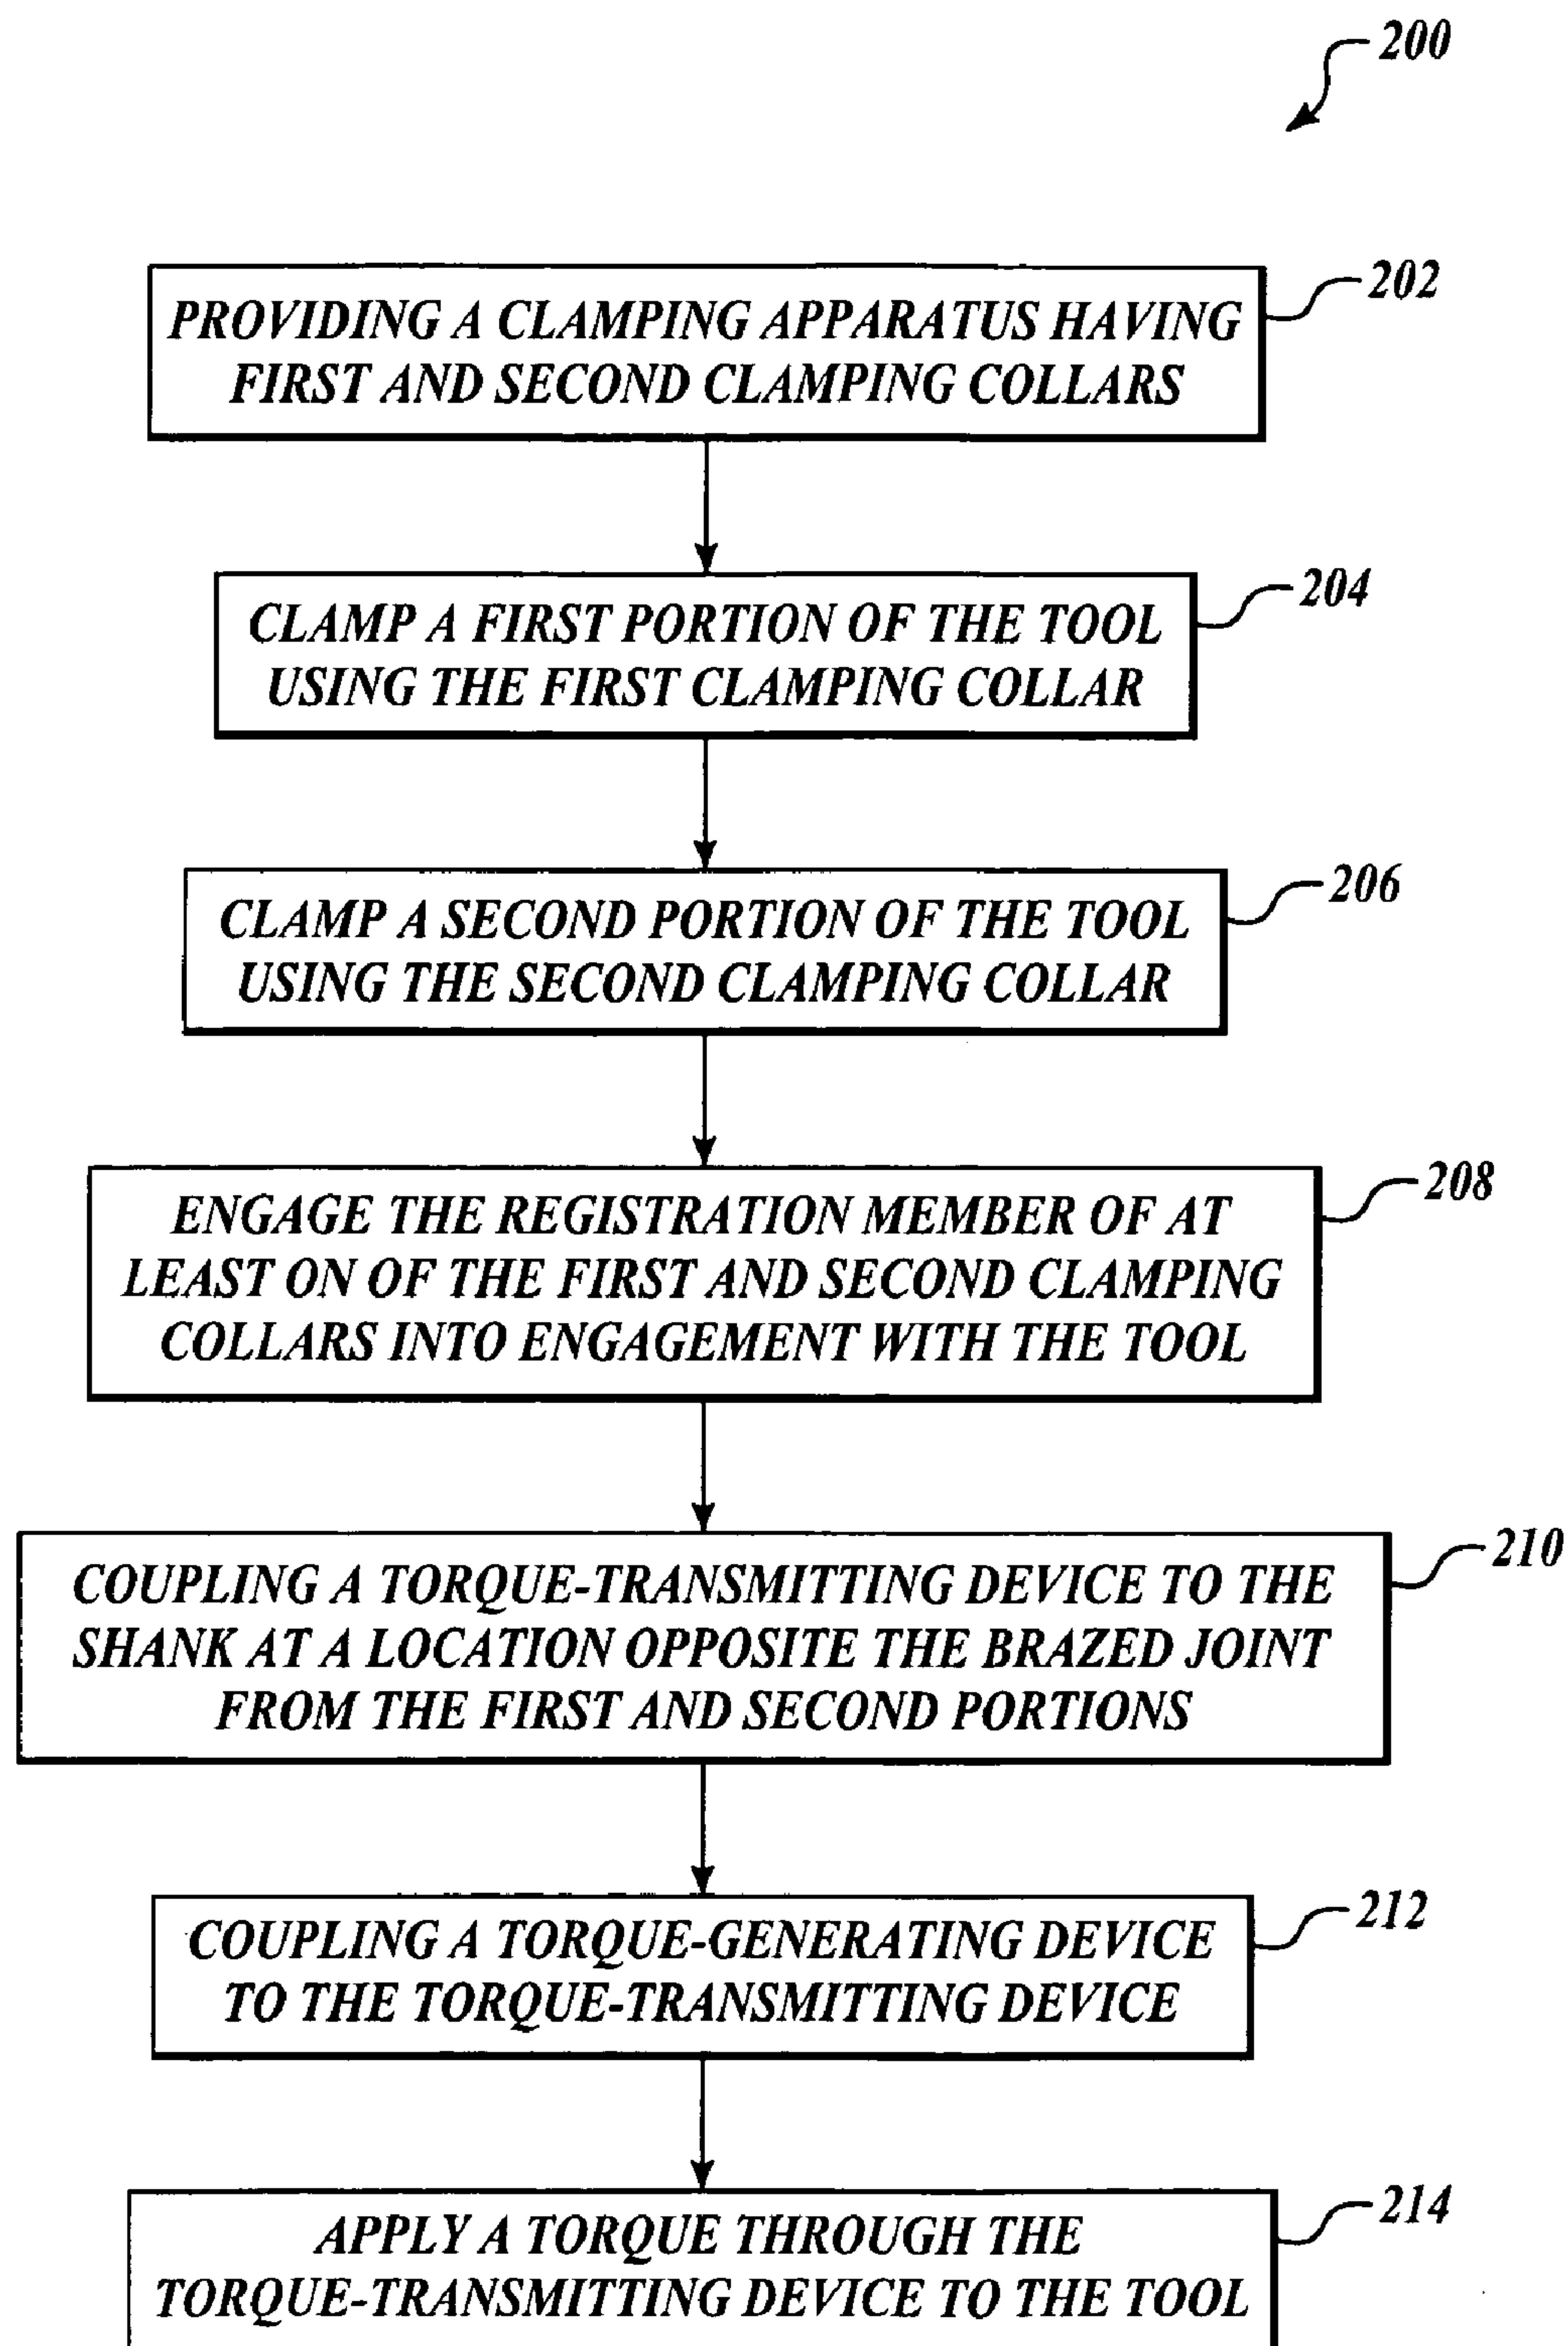 200
PROVIDING A CLAMPING APPARATUS HAVING
FIRST AND SECOND CLAMPING COLLARS
202
CLAMP A FIRST PORTION OF THE TOOL
USING THE FIRST CLAMPING COLLAR
204
CLAMP A SECOND PORTION OF THE TOOL
USING THE SECOND CLAMPING COLLAR
206
ENGAGE THE REGISTRATION MEMBER OF AT
LEAST ON OF THE FIRST AND SECOND CLAMPING
COLLARS INTO ENGAGEMENT WITH THE TOOL
208
COUPLING A TORQUE-TRANSMITTING DEVICE TO THE
SHANK AT A LOCATION OPPOSITE THE BRAZED JOINT
FROM THE FIRST AND SECOND PORTIONS
210
COUPLING A TORQUE-GENERATING DEVICE
TO THE TORQUE-TRANSMITTING DEVICE
212
APPLY A TORQUE THROUGH THE
TORQUE-TRANSMITTING DEVICE TO THE TOOL
214